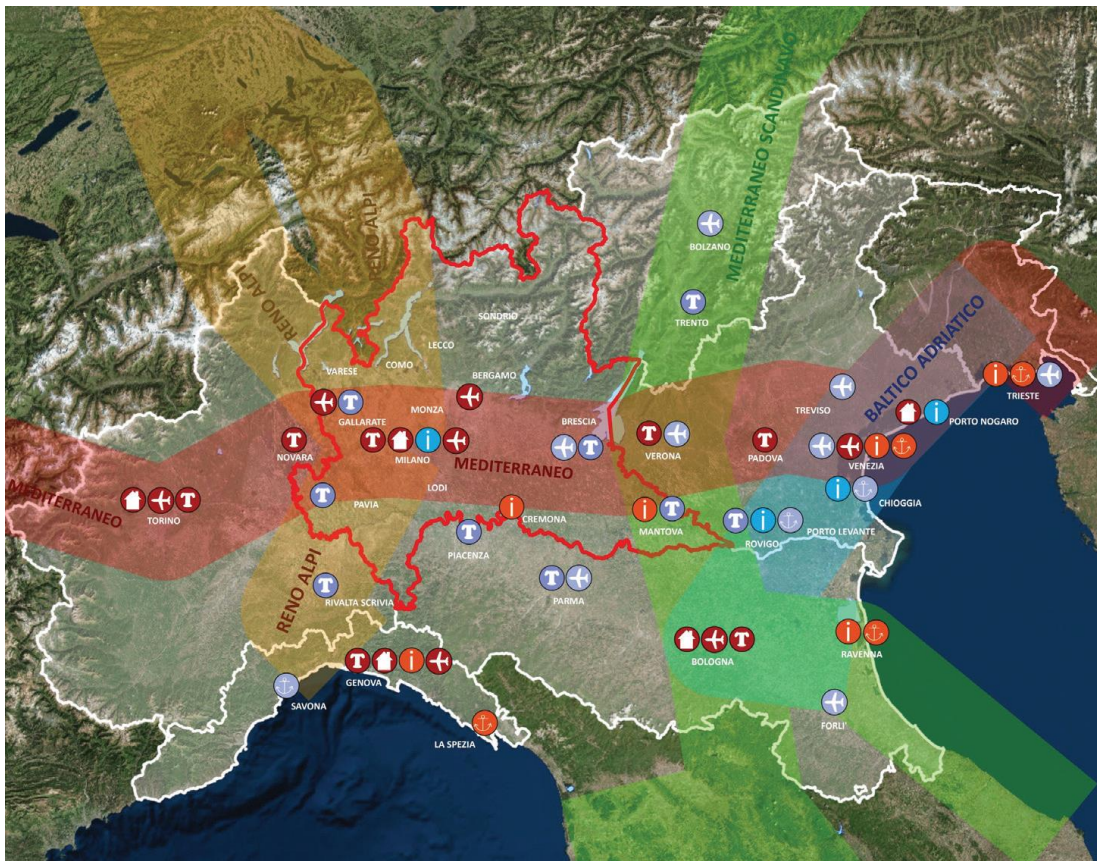 MEDITERRANEO SCANDINAVO
RENO ALPI
RENO ALPI
BOLZANO
TRENTO
SONDRIO
LECCO
VARESE
COMO
BERGAMO
BALTICO ADRIATICO
i
TRIESTE
T
GALLARATE
MONZA
TREVISO
i
PORTO NOGARO
BRESCIA
T
NOVARA
T
i
MILANO
T
T
VERONA
T
PADOVA
i
VENEZIA
MEDITERRANEO
MEDITERRANEO
T
TORINO
T
PAVIA
LODI
i
CREMONA
i
T
MANTOVA
i
CHIOGGIA
T
i
ROVIGO
PORTO LEVANTE
T
PIACENZA
T
PARMA
T
RIVALTA SCRIVIA
RENO ALPI
T
i
GENOVA
T
BOLOGNA
i
RAVENNA
SAVONA
FORLI'
LA SPEZIA